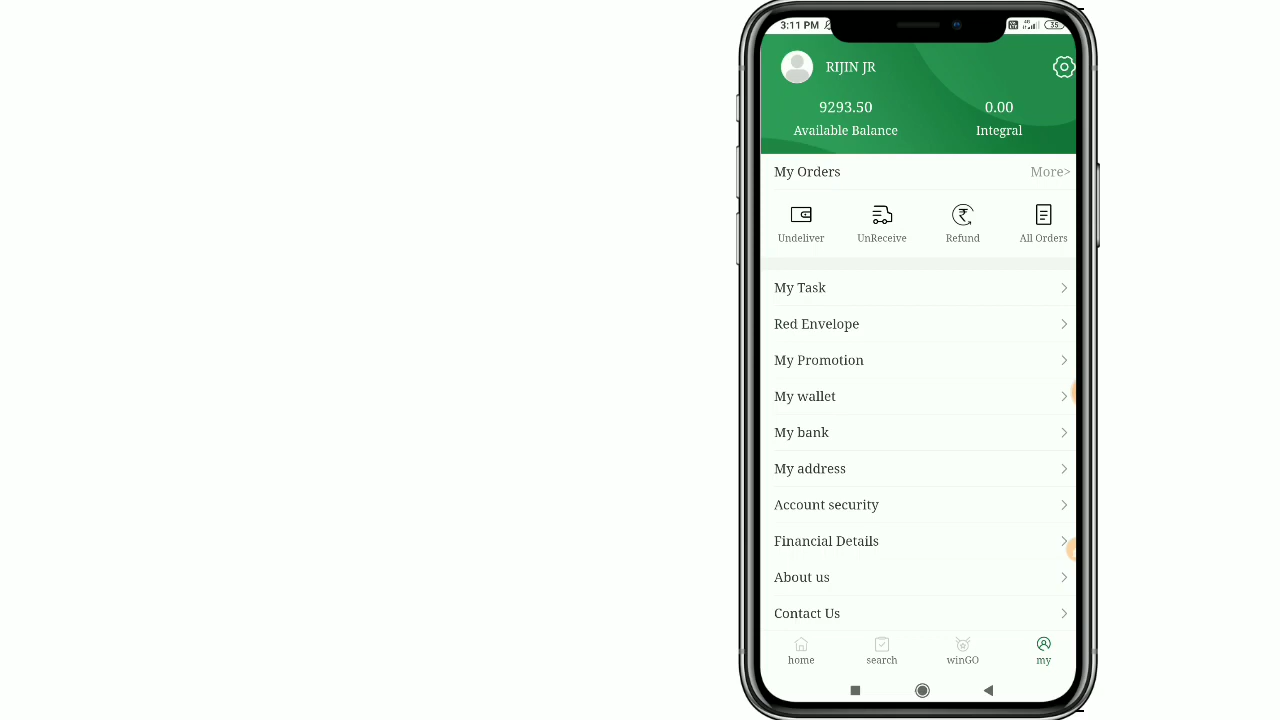 3:11 PM
35
RIJIN JR
9293.50
0.00
Available Balance
Integral
My Orders
More>
Undeliver
UnReceive
Refund
All Orders
My Task
Red Envelope
My Promotion
My wallet
My bank
My address
Account security
Financial Details
About us
Contact Us
home
search
winGO
my